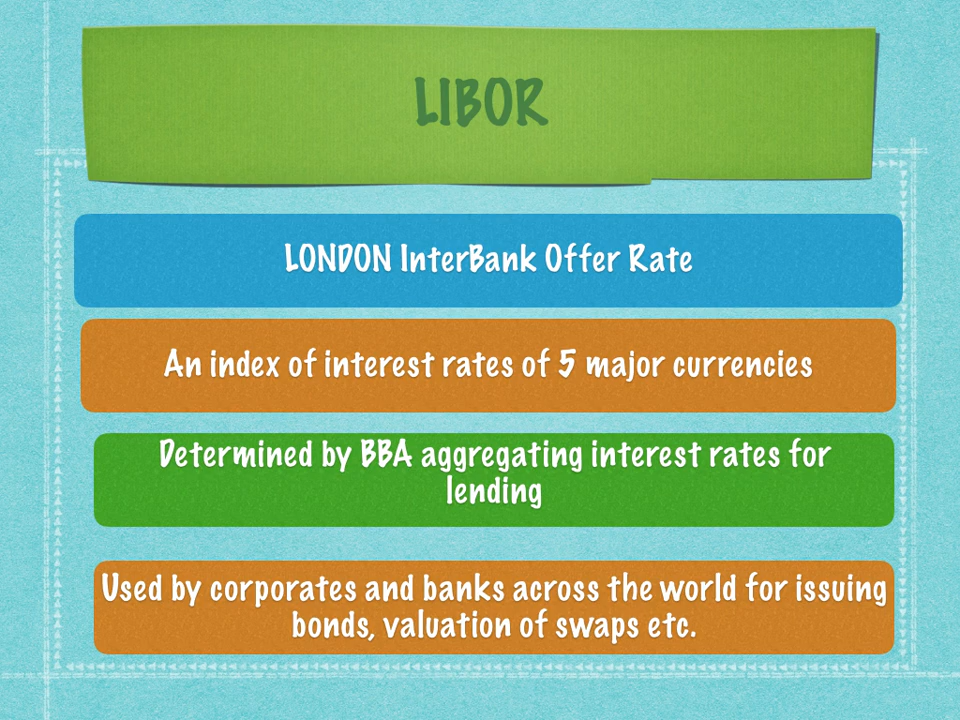 LIBOR
LONDON InterBank Offer Rate
An index of interest rates of 5 major currencies
Determined by BBA aggregating interest rates for
lending
Used by corporates and banks across the world for issuing
bonds, valuation of swaps etc.